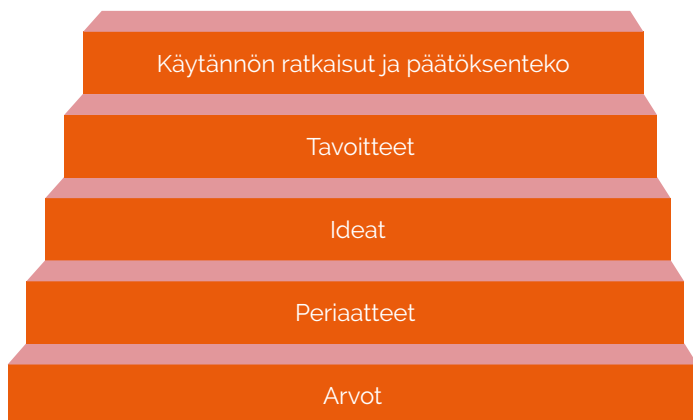 Käytännön ratkaisut ja päätöksenteko
Tavoitteet
Ideat
Periaatteet
Arvot